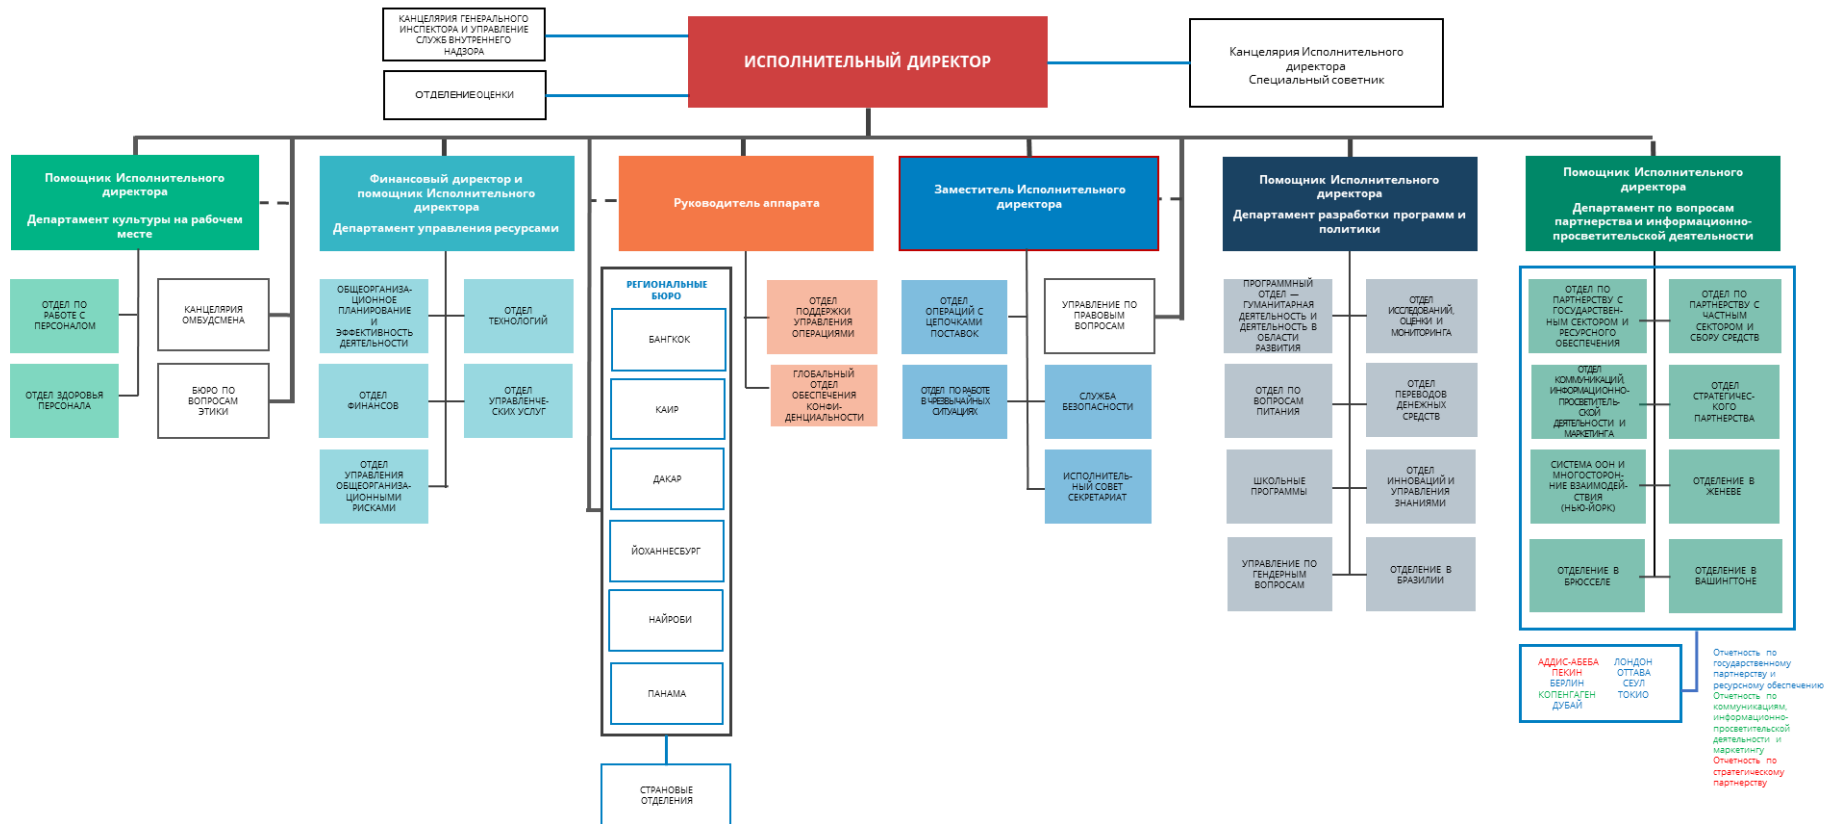 КАНЦЕЛЯРИЯ ГЕНЕРАЛЬНОГО
ИНСПЕКТОРА И УПРАВЛЕНИЕ
СЛУЖБ ВНУТРЕННЕГО
НАДЗОРА
ОТДЕЛЕНИЕ ОЦЕНКИ
ИСПОЛНИТЕЛЬНЫЙ ДИРЕКТОР
Канцелярия Исполнительного
директора
Специальный советник
Помощник Исполнительного
директора
Департамент культуры на рабочем
месте
Финансовый директор и
помощник Исполнительного
директора
Департамент управления ресурсами
Руководитель аппарата
Заместитель Исполнительного
директора
Помощник Исполнительного
директора
Департамент разработки программ и
политики
Помощник Исполнительного
директора
Департамент по вопросам
партнерства и информационно-
просветительской деятельности
ОТДЕЛ ПО
РАБОТЕ С
ПЕРСОНАЛОМ
КАНЦЕЛЯРИЯ
ОМБУДСМЕНА
ОТДЕЛ ЗДОРОВЬЯ
ПЕРСОНАЛА
БЮРО ПО
ВОПРОСАМ
ЭТИКИ
ОБЩЕОРГАНИЗА-
ЦИОННОЕ
ПЛАНИРОВАНИЕ
И
ЭФФЕКТИВНОСТЬ
ДЕЯТЕЛЬНОСТИ
ОТДЕЛ
ТЕХНОЛОГИЙ
ОТДЕЛ
ФИНАНСОВ
ОТДЕЛ
УПРАВЛЕНЧЕ-
СКИХ УСЛУГ
ОТДЕЛ
УПРАВЛЕНИЯ
ОБЩЕОРГАНИЗА-
ЦИОННЫМИ
РИСКАМИ
РЕГИОНАЛЬНЫЕ
БЮРО
БАНГКОК
КАИР
ДАКАР
ЙОХАННЕСБУРГ
НАЙРОБИ
ПАНАМА
СТРАНОВЫЕ
ОТДЕЛЕНИЯ
ОТДЕЛ
ПОДДЕРЖКИ
УПРАВЛЕНИЯ
ОПЕРАЦИЯМИ
ГЛОБАЛЬНЫЙ
ОТДЕЛ
ОБЕСПЕЧЕНИЯ
КОНФИ-
ДЕНЦИАЛЬНОСТИ
ОТДЕЛ
ОПЕРАЦИЙ С
ЦЕПОЧКАМИ
ПОСТАВОК
УПРАВЛЕНИЕ ПО
ПРАВОВЫМ
ВОПРОСАМ
ОТДЕЛ ПО РАБОТЕ
В ЧРЕЗВЫЧАЙНЫХ
СИТУАЦИЯХ
СЛУЖБА
БЕЗОПАСНОСТИ
ИСПОЛНИТЕЛЬ-
НЫЙ СОВЕТ
СЕКРЕТАРИАТ
ПРОГРАММНЫЙ
ОТДЕЛ —
ГУМАНИТАРНАЯ
ДЕЯТЕЛЬНОСТЬ И
ДЕЯТЕЛЬНОСТЬ В
ОБЛАСТИ
РАЗВИТИЯ
ОТДЕЛ
ИССЛЕДОВАНИЙ,
ОЦЕНКИ И
МОНИТОРИНГА
ОТДЕЛ ПО
ВОПРОСАМ
ПИТАНИЯ
ОТДЕЛ
ПЕРЕВОДОВ
ДЕНЕЖНЫХ
СРЕДСТВ
ШКОЛЬНЫЕ
ПРОГРАММЫ
ОТДЕЛ
ИННОВАЦИЙ И
УПРАВЛЕНИЯ
ЗНАНИЯМИ
УПРАВЛЕНИЕ ПО
ГЕНДЕРНЫМ
ВОПРОСАМ
ОТДЕЛЕНИЕ В
БРАЗИЛИИ
ОТДЕЛ ПО
ПАРТНЕРСТВУ С
ГОСУДАРСТВЕН-
НЫМ СЕКТОРОМ И
РЕСУРСНОГО
ОБЕСПЕЧЕНИЯ
ОТДЕЛ ПО
ПАРТНЕРСТВУ С
ЧАСТНЫМ
СЕКТОРОМ И
СБОРУ СРЕДСТВ
ОТДЕЛ
КОММУНИКАЦИЙ,
ИНФОРМАЦИОННО-
ПРОСВЕТИТЕЛЬ-
СКОЙ
ДЕЯТЕЛЬНОСТИ И
МАРКЕТИНГА
ОТДЕЛ
СТРАТЕГИЧЕС-
КОГО
ПАРТНЕРСТВА
СИСТЕМА ООН И
МНОГОСТОРОН-
НИЕ ВЗАИМОДЕЙ-
СТВИЯ
(НЬЮ-ЙОРК)
ОТДЕЛЕНИЕ В
ЖЕНЕВЕ
ОТДЕЛЕНИЕ В
БРЮССЕЛЕ
ОТДЕЛЕНИЕ В
ВАШИНГТОНЕ
АДДИС-АБЕБА
ПЕКИН
БЕРЛИН
КОПЕНГАГЕН
ДУБАЙ
ЛОНДОН
ОТТАВА
СЕУЛ
ТОКИО
Отчетность по
государственному
партнерству и
ресурсному обеспечению
Отчетность по
коммуникациям,
информационно-
просветительской
деятельности и
маркетингу
Отчетность по
стратегическому
партнерству